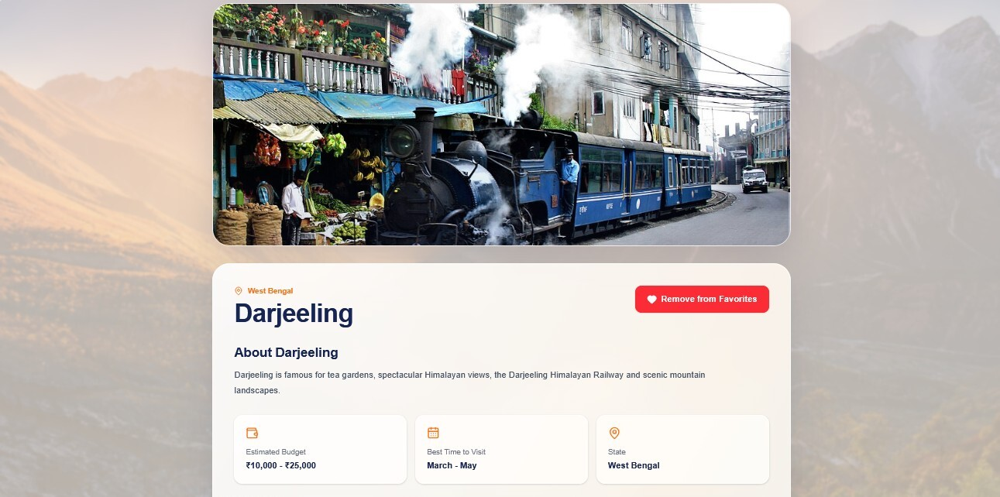 West Bengal
Remove from Favorites
Darjeeling
About Darjeeling
Darjeeling is famous for tea gardens, spectacular Himalayan views, the Darjeeling Himalayan Railway and scenic mountain
landscapes.
Estimated Budget
₹10,000 - ₹25,000
Best Time to Visit
March - May
State
West Bengal